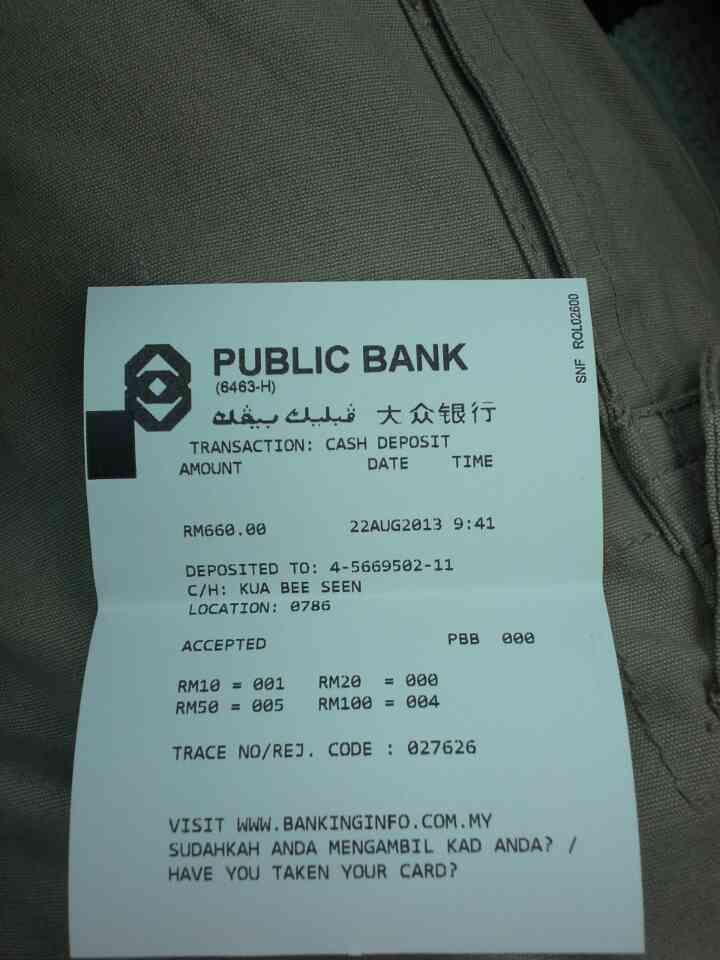 SNF ROL02600
PUBLIC BANK
(6463-H)
ڤبليك بيڠك 大众银行
TRANSACTION: CASH DEPOSIT
AMOUNT DATE TIME
RM660.00 22AUG2013 9:41
DEPOSITED TO: 4-5669502-11
C/H: KUA BEE SEEN
LOCATION: 0786
ACCEPTED PBB 000
RM10 = 001 RM20 = 000
RM50 = 005 RM100 = 004
TRACE NO/REJ. CODE : 027626
VISIT WWW.BANKINGINFO.COM.MY
SUDAHKAH ANDA MENGAMBIL KAD ANDA? /
HAVE YOU TAKEN YOUR CARD?